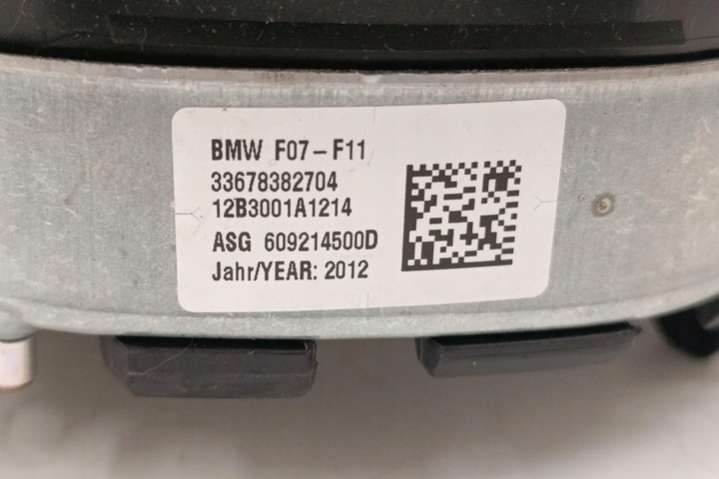 BMW F07-F11
33678382704
12B3001A1214
ASG 609214500D
Jahr/YEAR: 2012